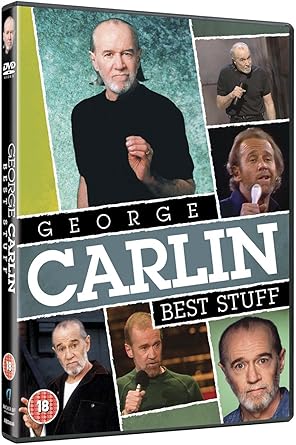 GEORGE
CARLIN
BEST STUFF
18
DVD
GEORGE CARLIN
BEST STUFF
18